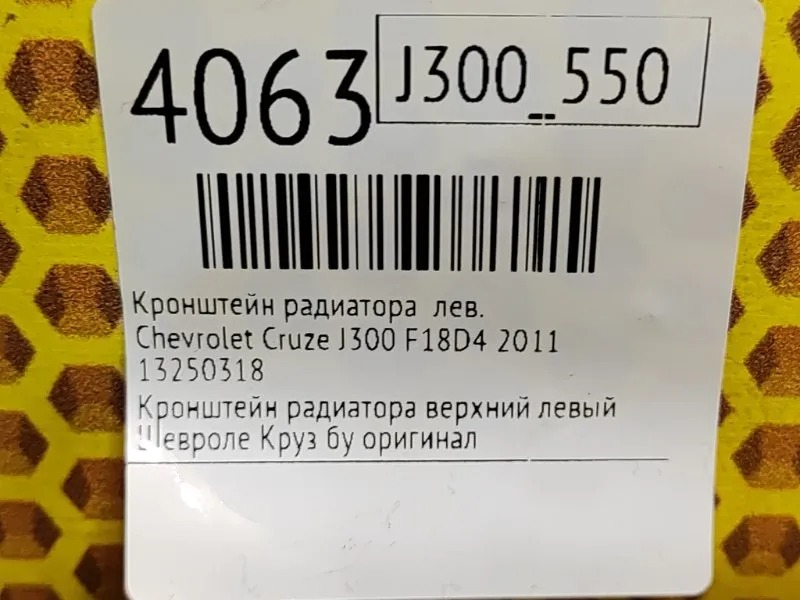 4063
J300_550
Кронштейн радиатора лев.
Chevrolet Cruze J300 F18D4 2011
13250318
Кронштейн радиатора верхний левый
Шевроле Круз бу оригинал